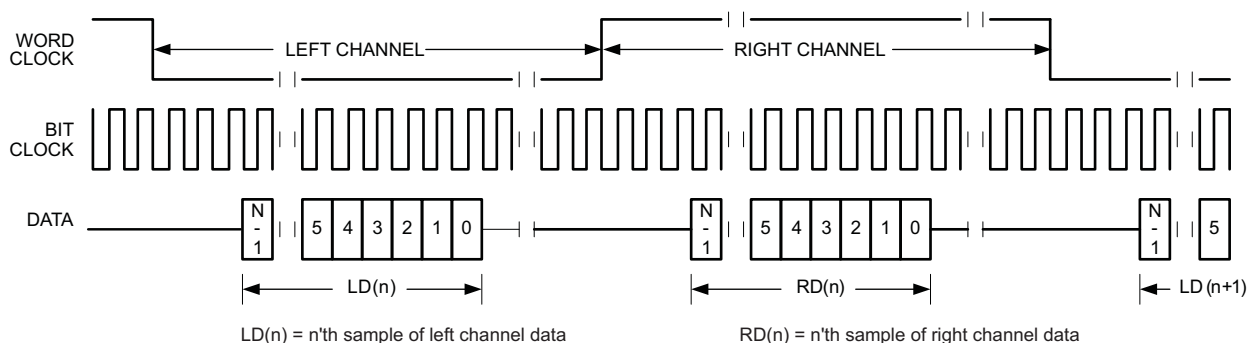 WORD
CLOCK
LEFT CHANNEL
RIGHT CHANNEL
BIT
CLOCK
DATA
N
-
1
5 4 3 2 1 0
N
-
1
5 4 3 2 1 0
N
-
1
5
LD(n)
RD(n)
LD (n+1)
LD(n) = n'th sample of left channel data
RD(n) = n'th sample of right channel data